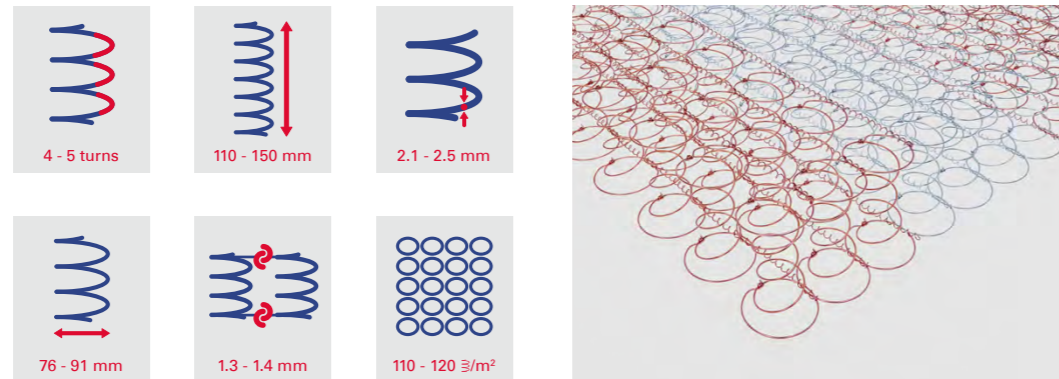 4 - 5 turns
110 - 150 mm
2.1 - 2.5 mm
76 - 91 mm
1.3 - 1.4 mm
110 - 120 /m²